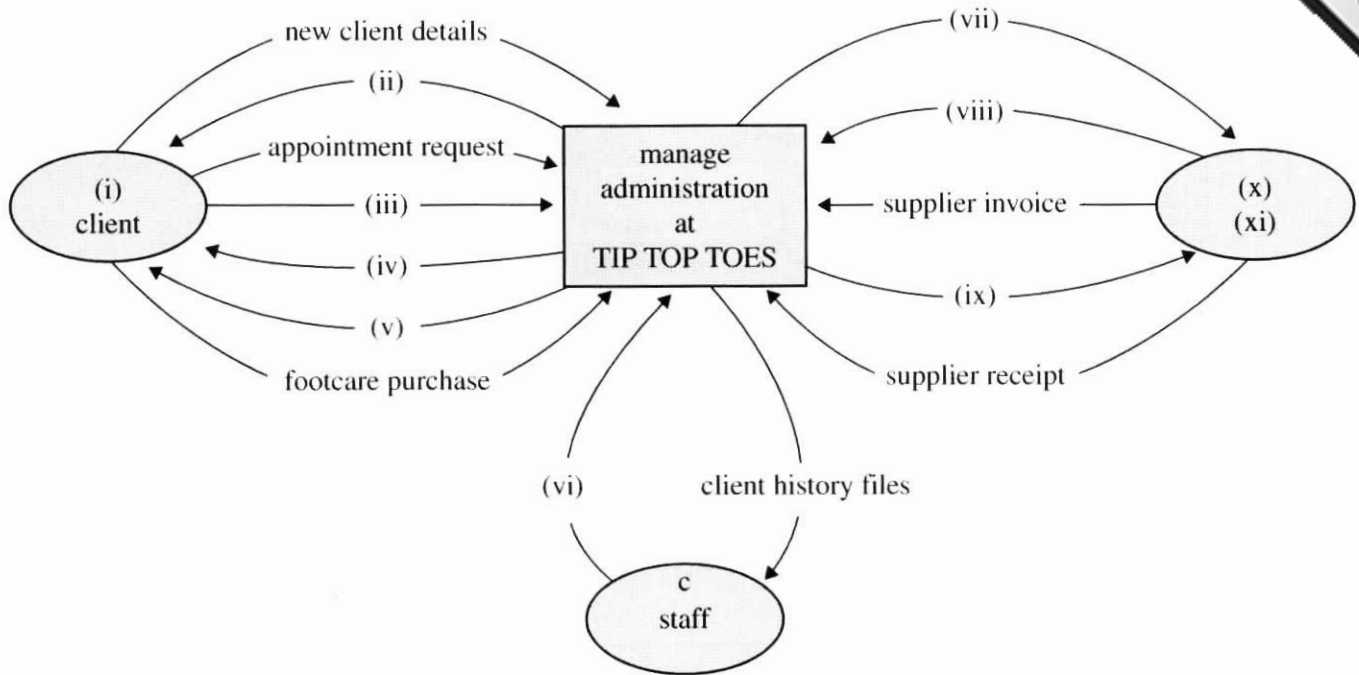 new client details
(ii)
appointment request
(i)
client
(iii)
(iv)
(v)
footcare purchase
manage
administration
at
TIP TOP TOES
(vii)
(viii)
supplier invoice
(x)
(xi)
(ix)
supplier receipt
(vi)
client history files
c
staff